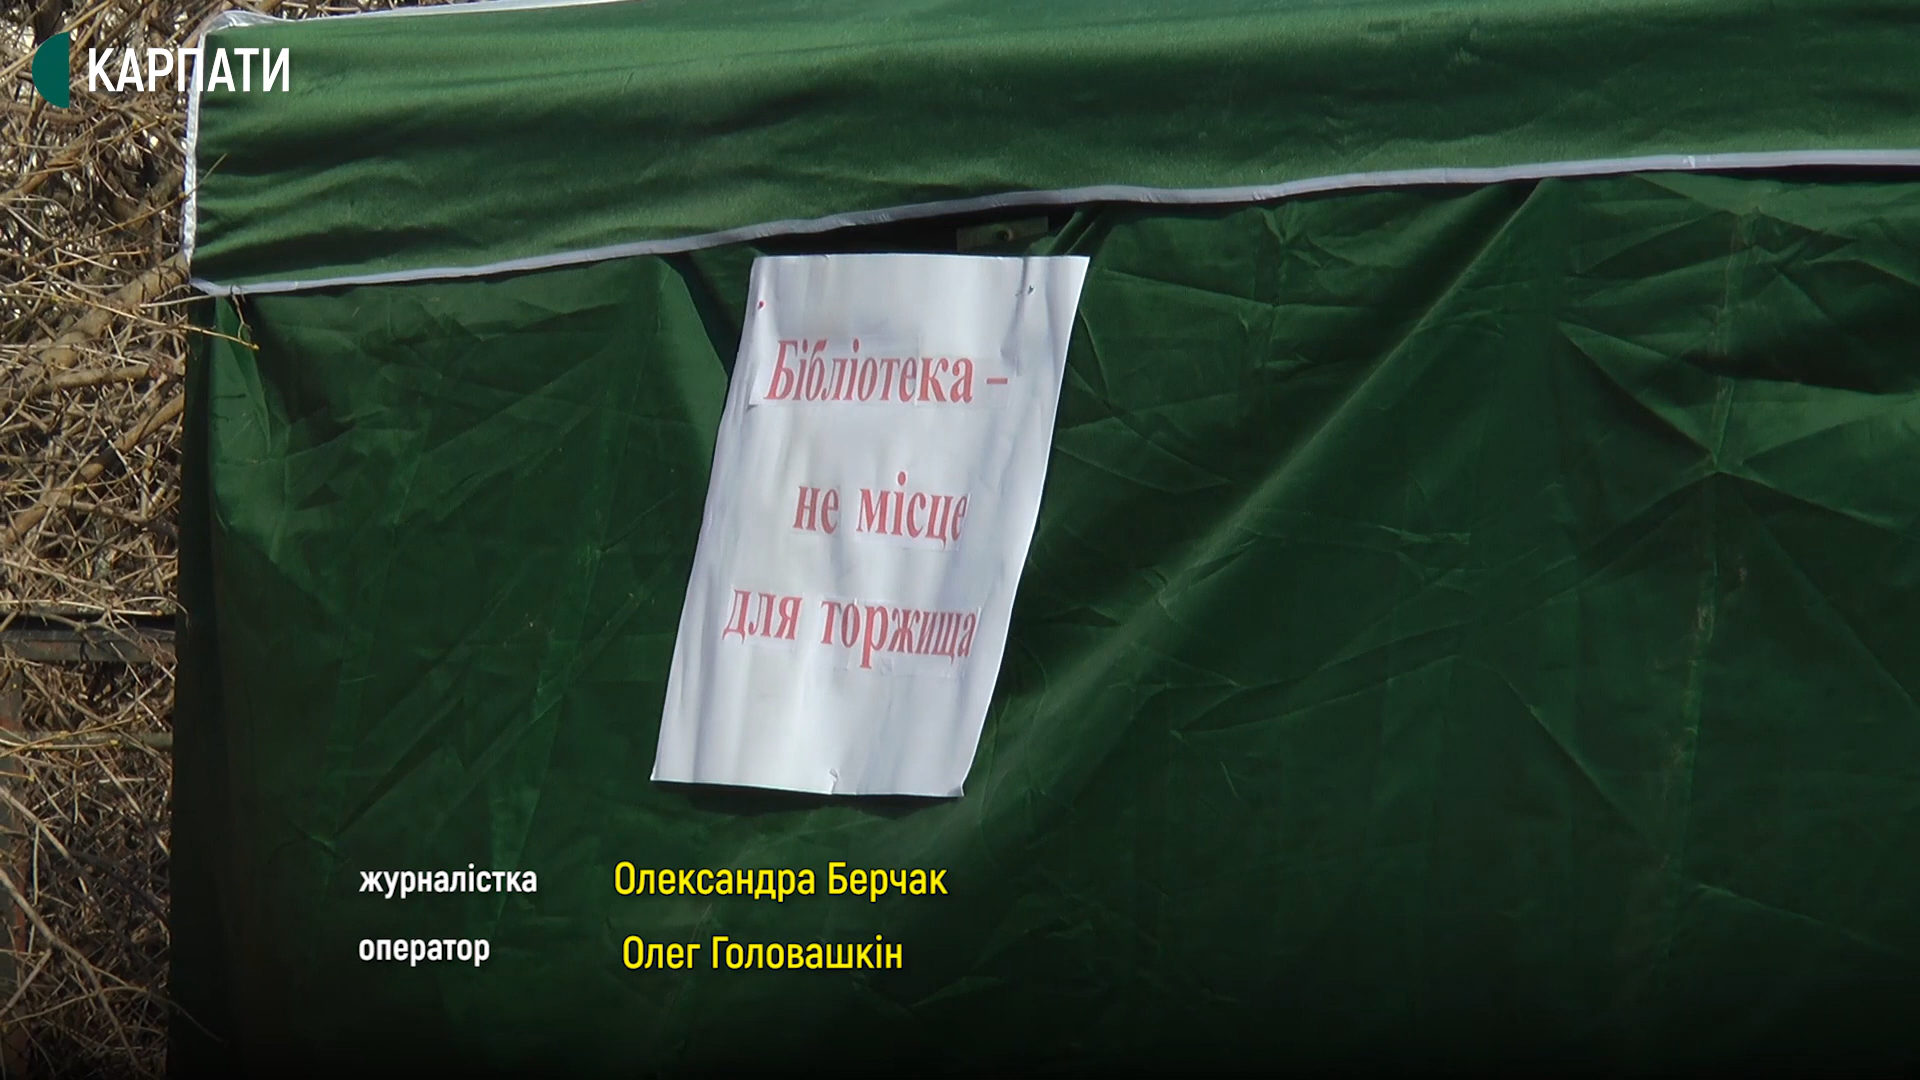 КАРПАТИ
Бібліотека –
не місце
для торжища
журналістка Олександра Берчак
оператор Олег Головашкін